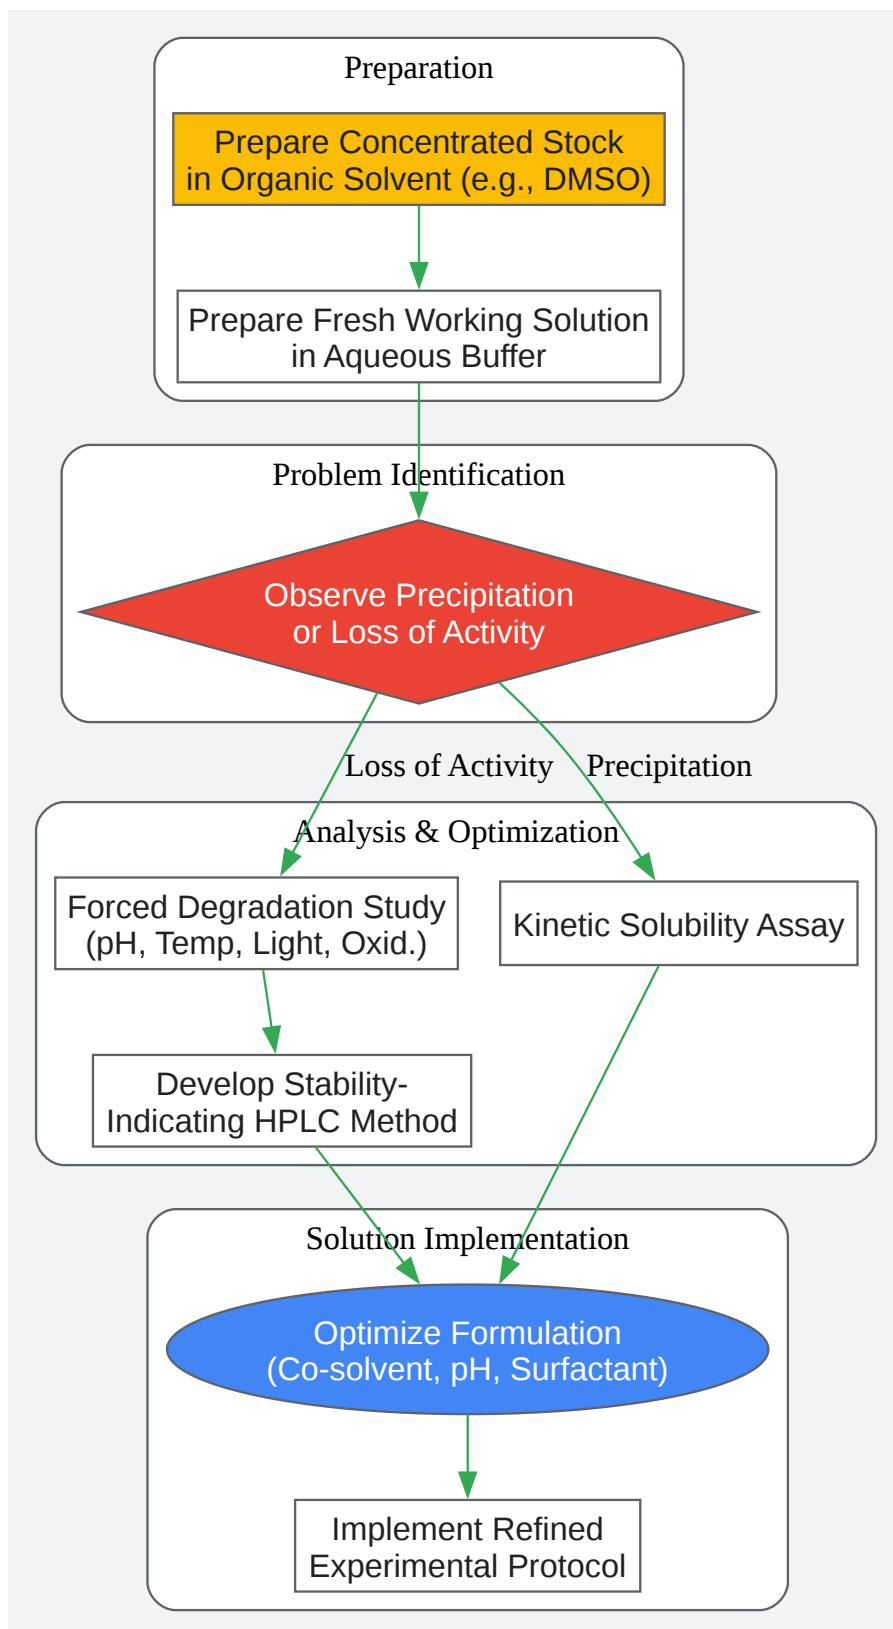 Preparation
Prepare Concentrated Stock
in Organic Solvent (e.g., DMSO)
Prepare Fresh Working Solution
in Aqueous Buffer
Problem Identification
Observe Precipitation
or Loss of Activity
Loss of Activity
Precipitation
Analysis & Optimization
Forced Degradation Study
(pH, Temp, Light, Oxid.)
Kinetic Solubility Assay
Develop Stability-
Indicating HPLC Method
Solution Implementation
Optimize Formulation
(Co-solvent, pH, Surfactant)
Implement Refined
Experimental Protocol